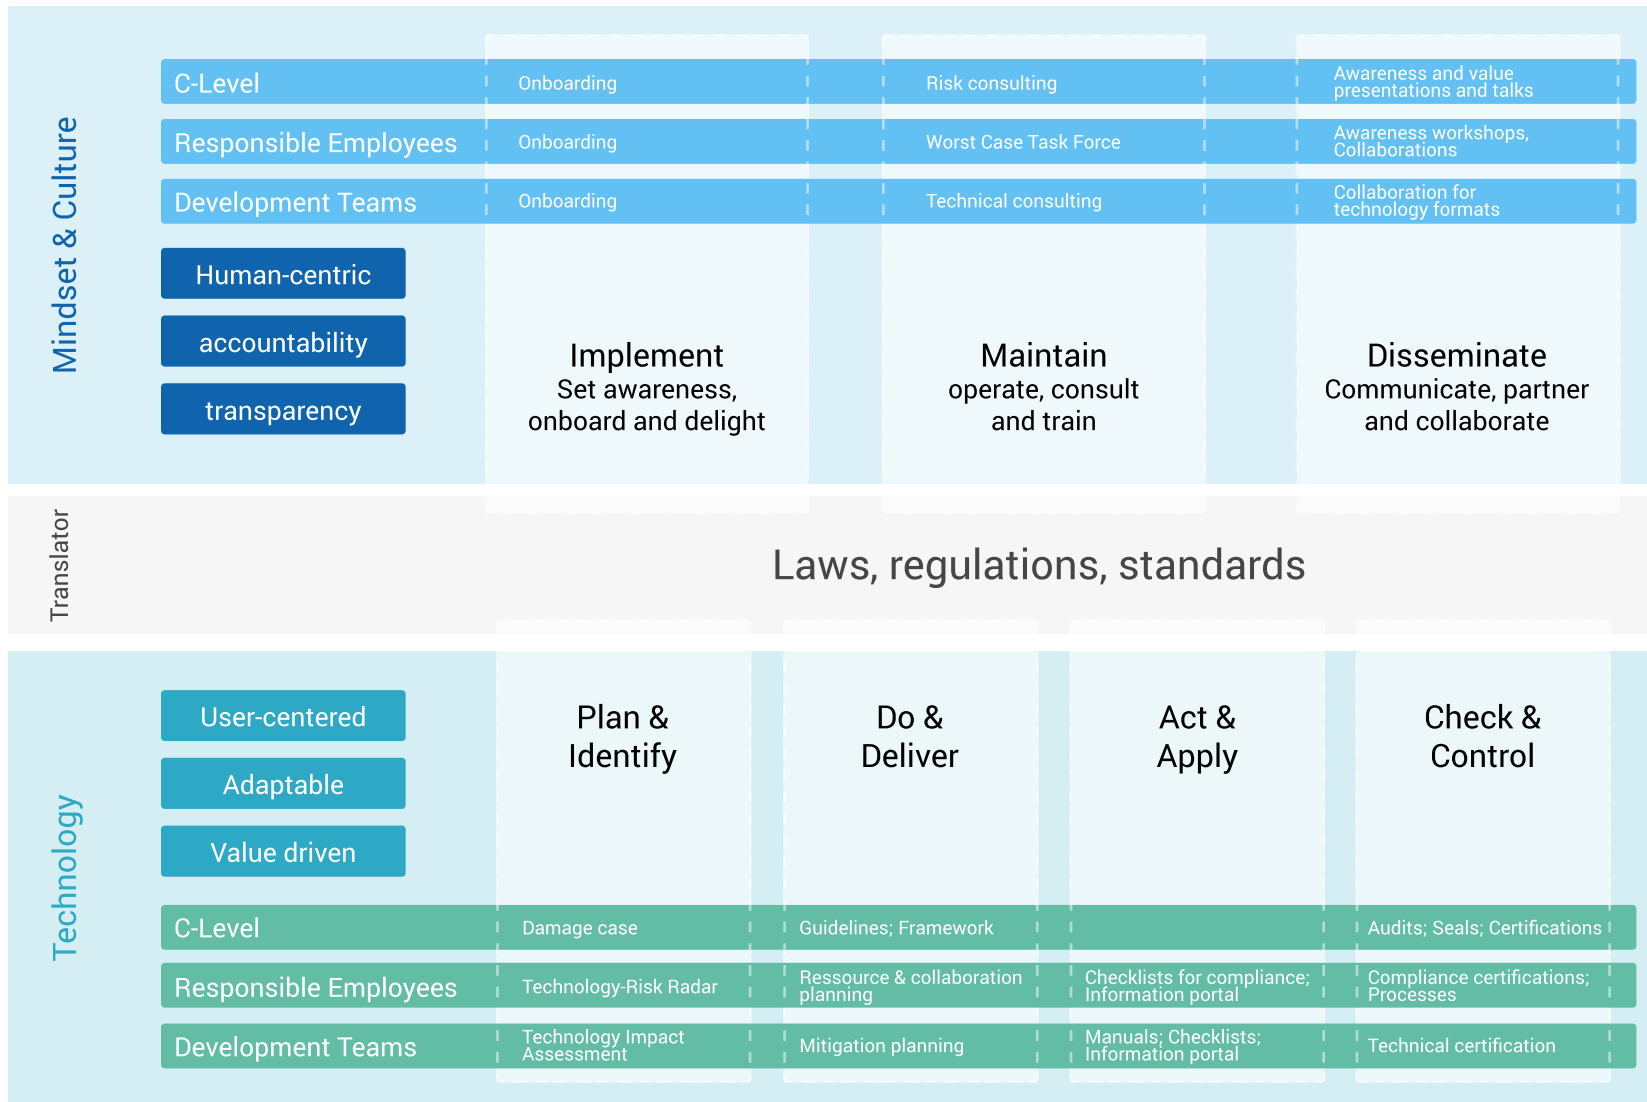 Mindset & Culture
C-Level
Onboarding
Risk consulting
Awareness and value
presentations and talks
Responsible Employees
Onboarding
Worst Case Task Force
Awareness workshops,
Collaborations
Development Teams
Onboarding
Technical consulting
Collaboration for
technology formats
Human-centric
accountability
transparency
Implement
Set awareness,
onboard and delight
Maintain
operate, consult
and train
Disseminate
Communicate, partner
and collaborate
Translator
Laws, regulations, standards
Technology
User-centered
Adaptable
Value driven
Plan &
Identify
Do &
Deliver
Act &
Apply
Check &
Control
C-Level
Damage case
Guidelines; Framework
Audits; Seals; Certifications
Responsible Employees
Technology-Risk Radar
Ressource & collaboration
planning
Checklists for compliance;
Information portal
Compliance certifications;
Processes
Development Teams
Technology Impact
Assessment
Mitigation planning
Manuals; Checklists;
Information portal
Technical certification